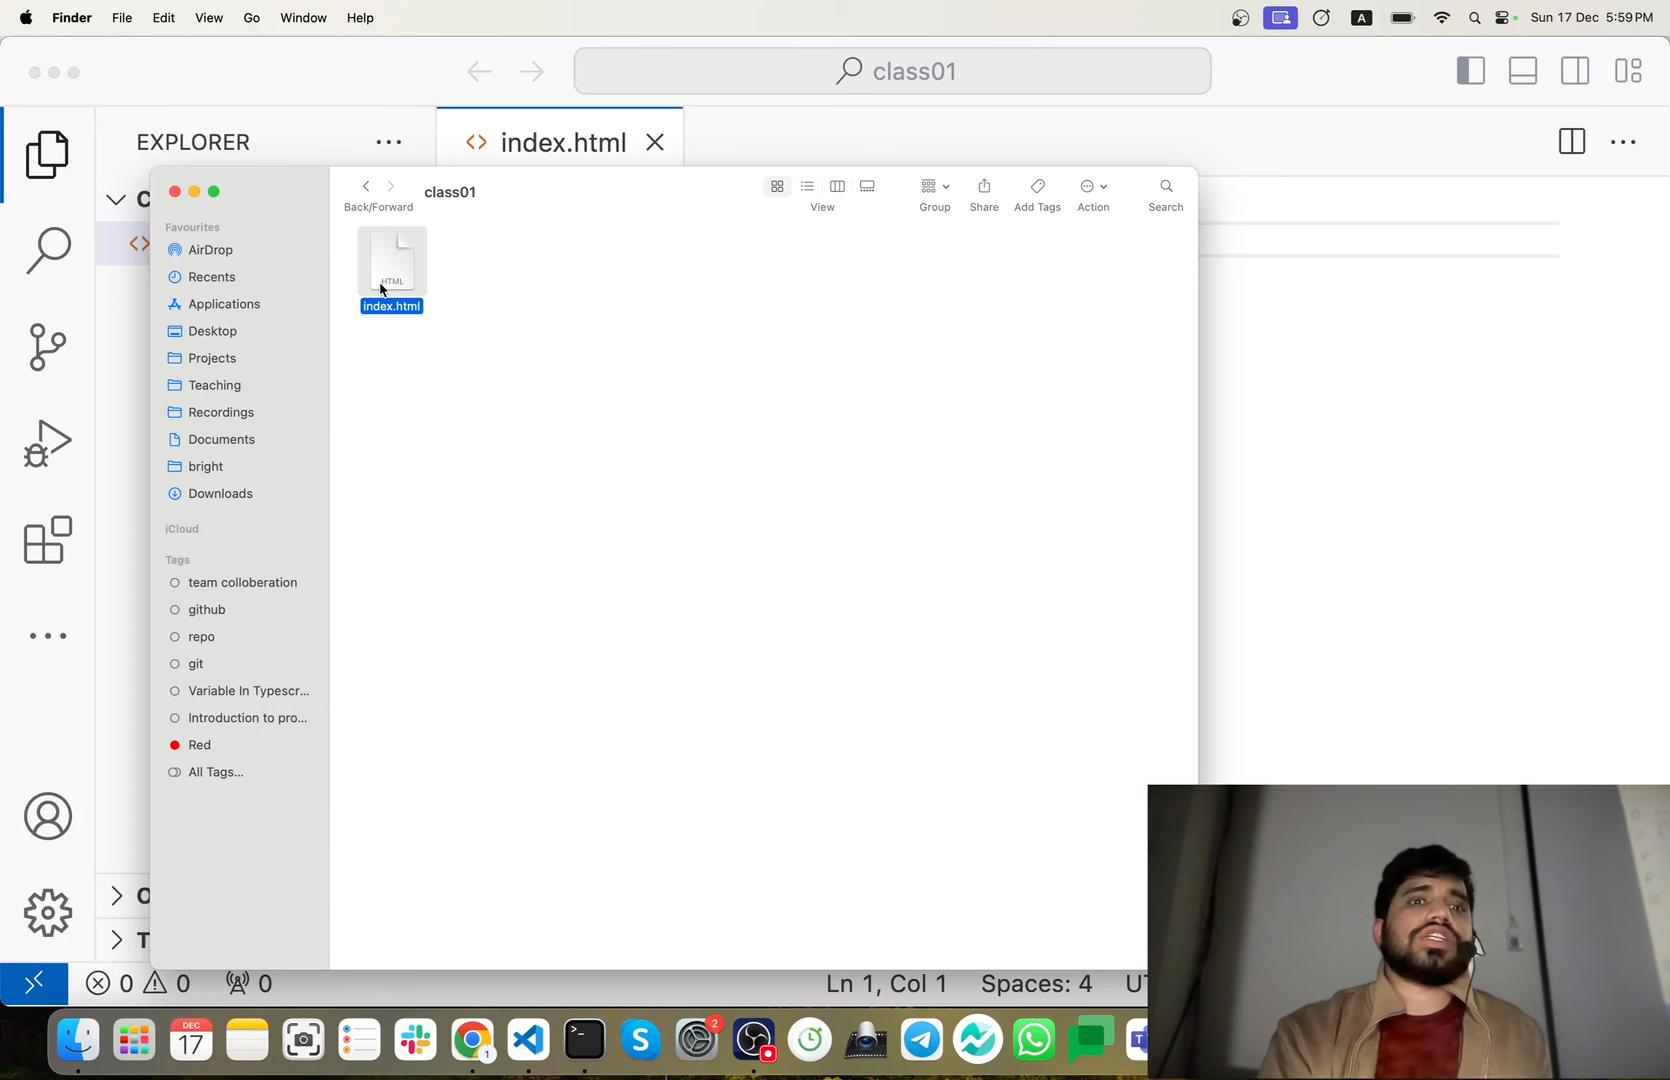 Finder File Edit View Go Window Help
A
Sun 17 Dec 5:59 PM
class01
EXPLORER ...
index.html
C
class01
Back/Forward
View
Group
Share
Add Tags
Action
Search
Favourites
AirDrop
Recents
Applications
Desktop
Projects
Teaching
Recordings
Documents
bright
Downloads
iCloud
Tags
team colloberation
github
repo
git
Variable In Typescr...
Introduction to pro...
Red
All Tags...
HTML
index.html
O
T
0 0 0
Ln 1, Col 1 Spaces: 4 UT
DEC
17
1
2
S
T